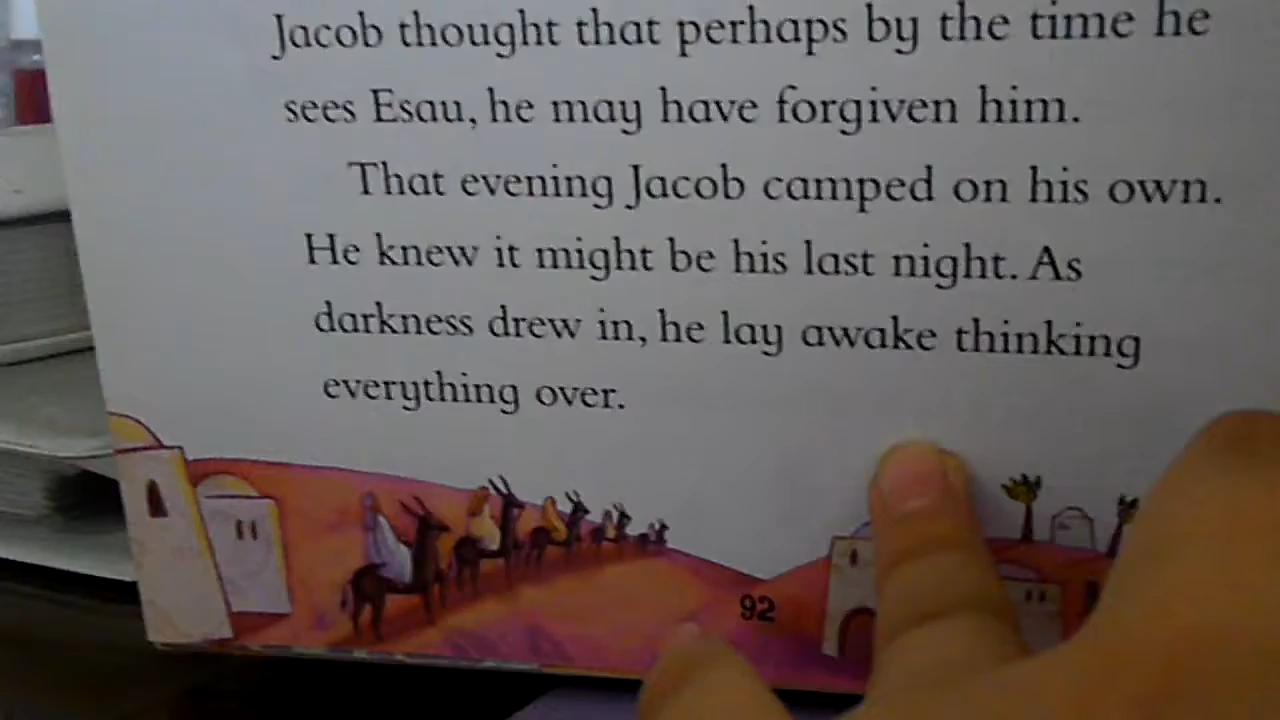 Jacob thought that perhaps by the time he
sees Esau, he may have forgiven him.
That evening Jacob camped on his own.
He knew it might be his last night. As
darkness drew in, he lay awake thinking
everything over.
92